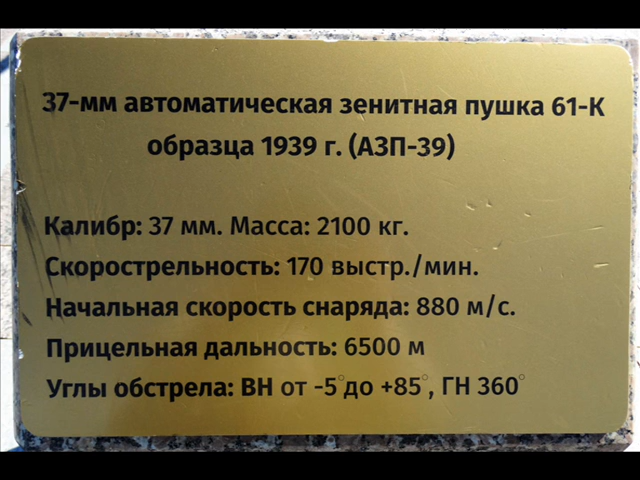 37-мм автоматическая зенитная пушка 61-К
образца 1939 г. (АЗП-39)
Калибр: 37 мм. Масса: 2100 кг.
Скорострельность: 170 выстр./мин.
Начальная скорость снаряда: 880 м/с.
Прицельная дальность: 6500 м
Углы обстрела: ВН от -5° до +85°, ГН 360°